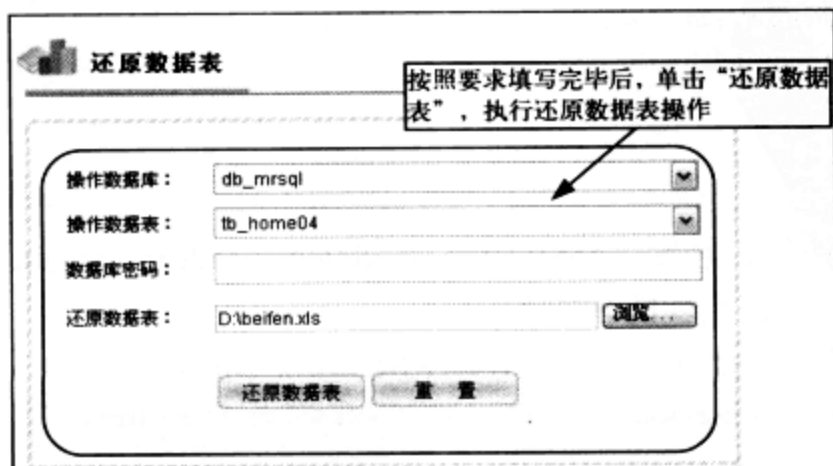 还原数据表
按照要求填写完毕后，单击“还原数据
表”，执行还原数据表操作
操作数据库： db_mrsql
操作数据表： tb_home04
数据库密码：
还原数据表： D:\beifen.xls 浏览...
还原数据表 重 置